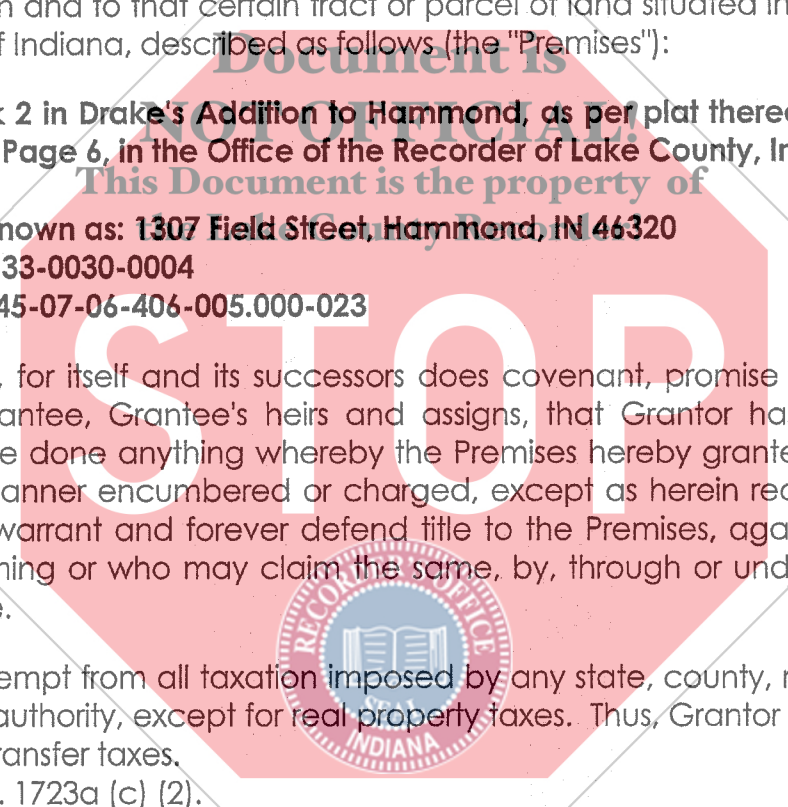 and to that certain tract or parcel of land situated in
f Indiana, described as follows (the "Premises"):
Document is
k 2 in Drake's Addition to Hammond, as per plat there
NOT OFFICIAL!
Page 6, in the Office of the Recorder of Lake County, In
This Document is the property of
nown as: 1307 Field Street, Hammond, IN 46320
the Lake County Recorder!
33-0030-0004
45-07-06-406-005.000-023
STOP
, for itself and its successors does covenant, promise
antee, Grantee's heirs and assigns, that Grantor ha
e done anything whereby the Premises hereby grante
anner encumbered or charged, except as herein rec
warrant and forever defend title to the Premises, aga
ning or who may claim the same, by, through or und
e.
RECORDER'S OFFICE
SEAL
INDIANA
empt from all taxation imposed by any state, county,
authority, except for real property taxes. Thus, Grantor
ansfer taxes.
. 1723a (c) (2).